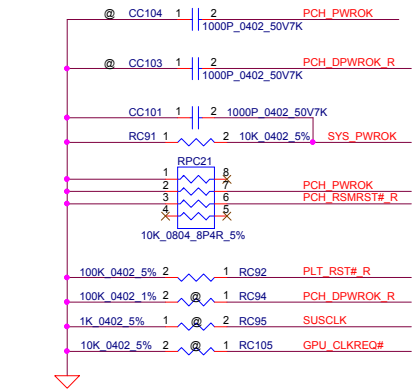 @ CC104 1 2 PCH_PWROK
1000P_0402_50V7K
@ CC103 1 2 PCH_DPWROK_R
1000P_0402_50V7K
CC101 1 2 1000P_0402_50V7K
RC91 1 2 10K_0402_5% SYS_PWROK
RPC21
1 8
2 7 PCH_PWROK
3 6 PCH_RSMRST#_R
4 5
10K_0804_8P4R_5%
100K_0402_5% 2 1 RC92 PLT_RST#_R
100K_0402_1% 2 @ 1 RC94 PCH_DPWROK_R
1K_0402_5% 1 @ 2 RC95 SUSCLK
10K_0402_5% 2 @ 1 RC105 GPU_CLKREQ#